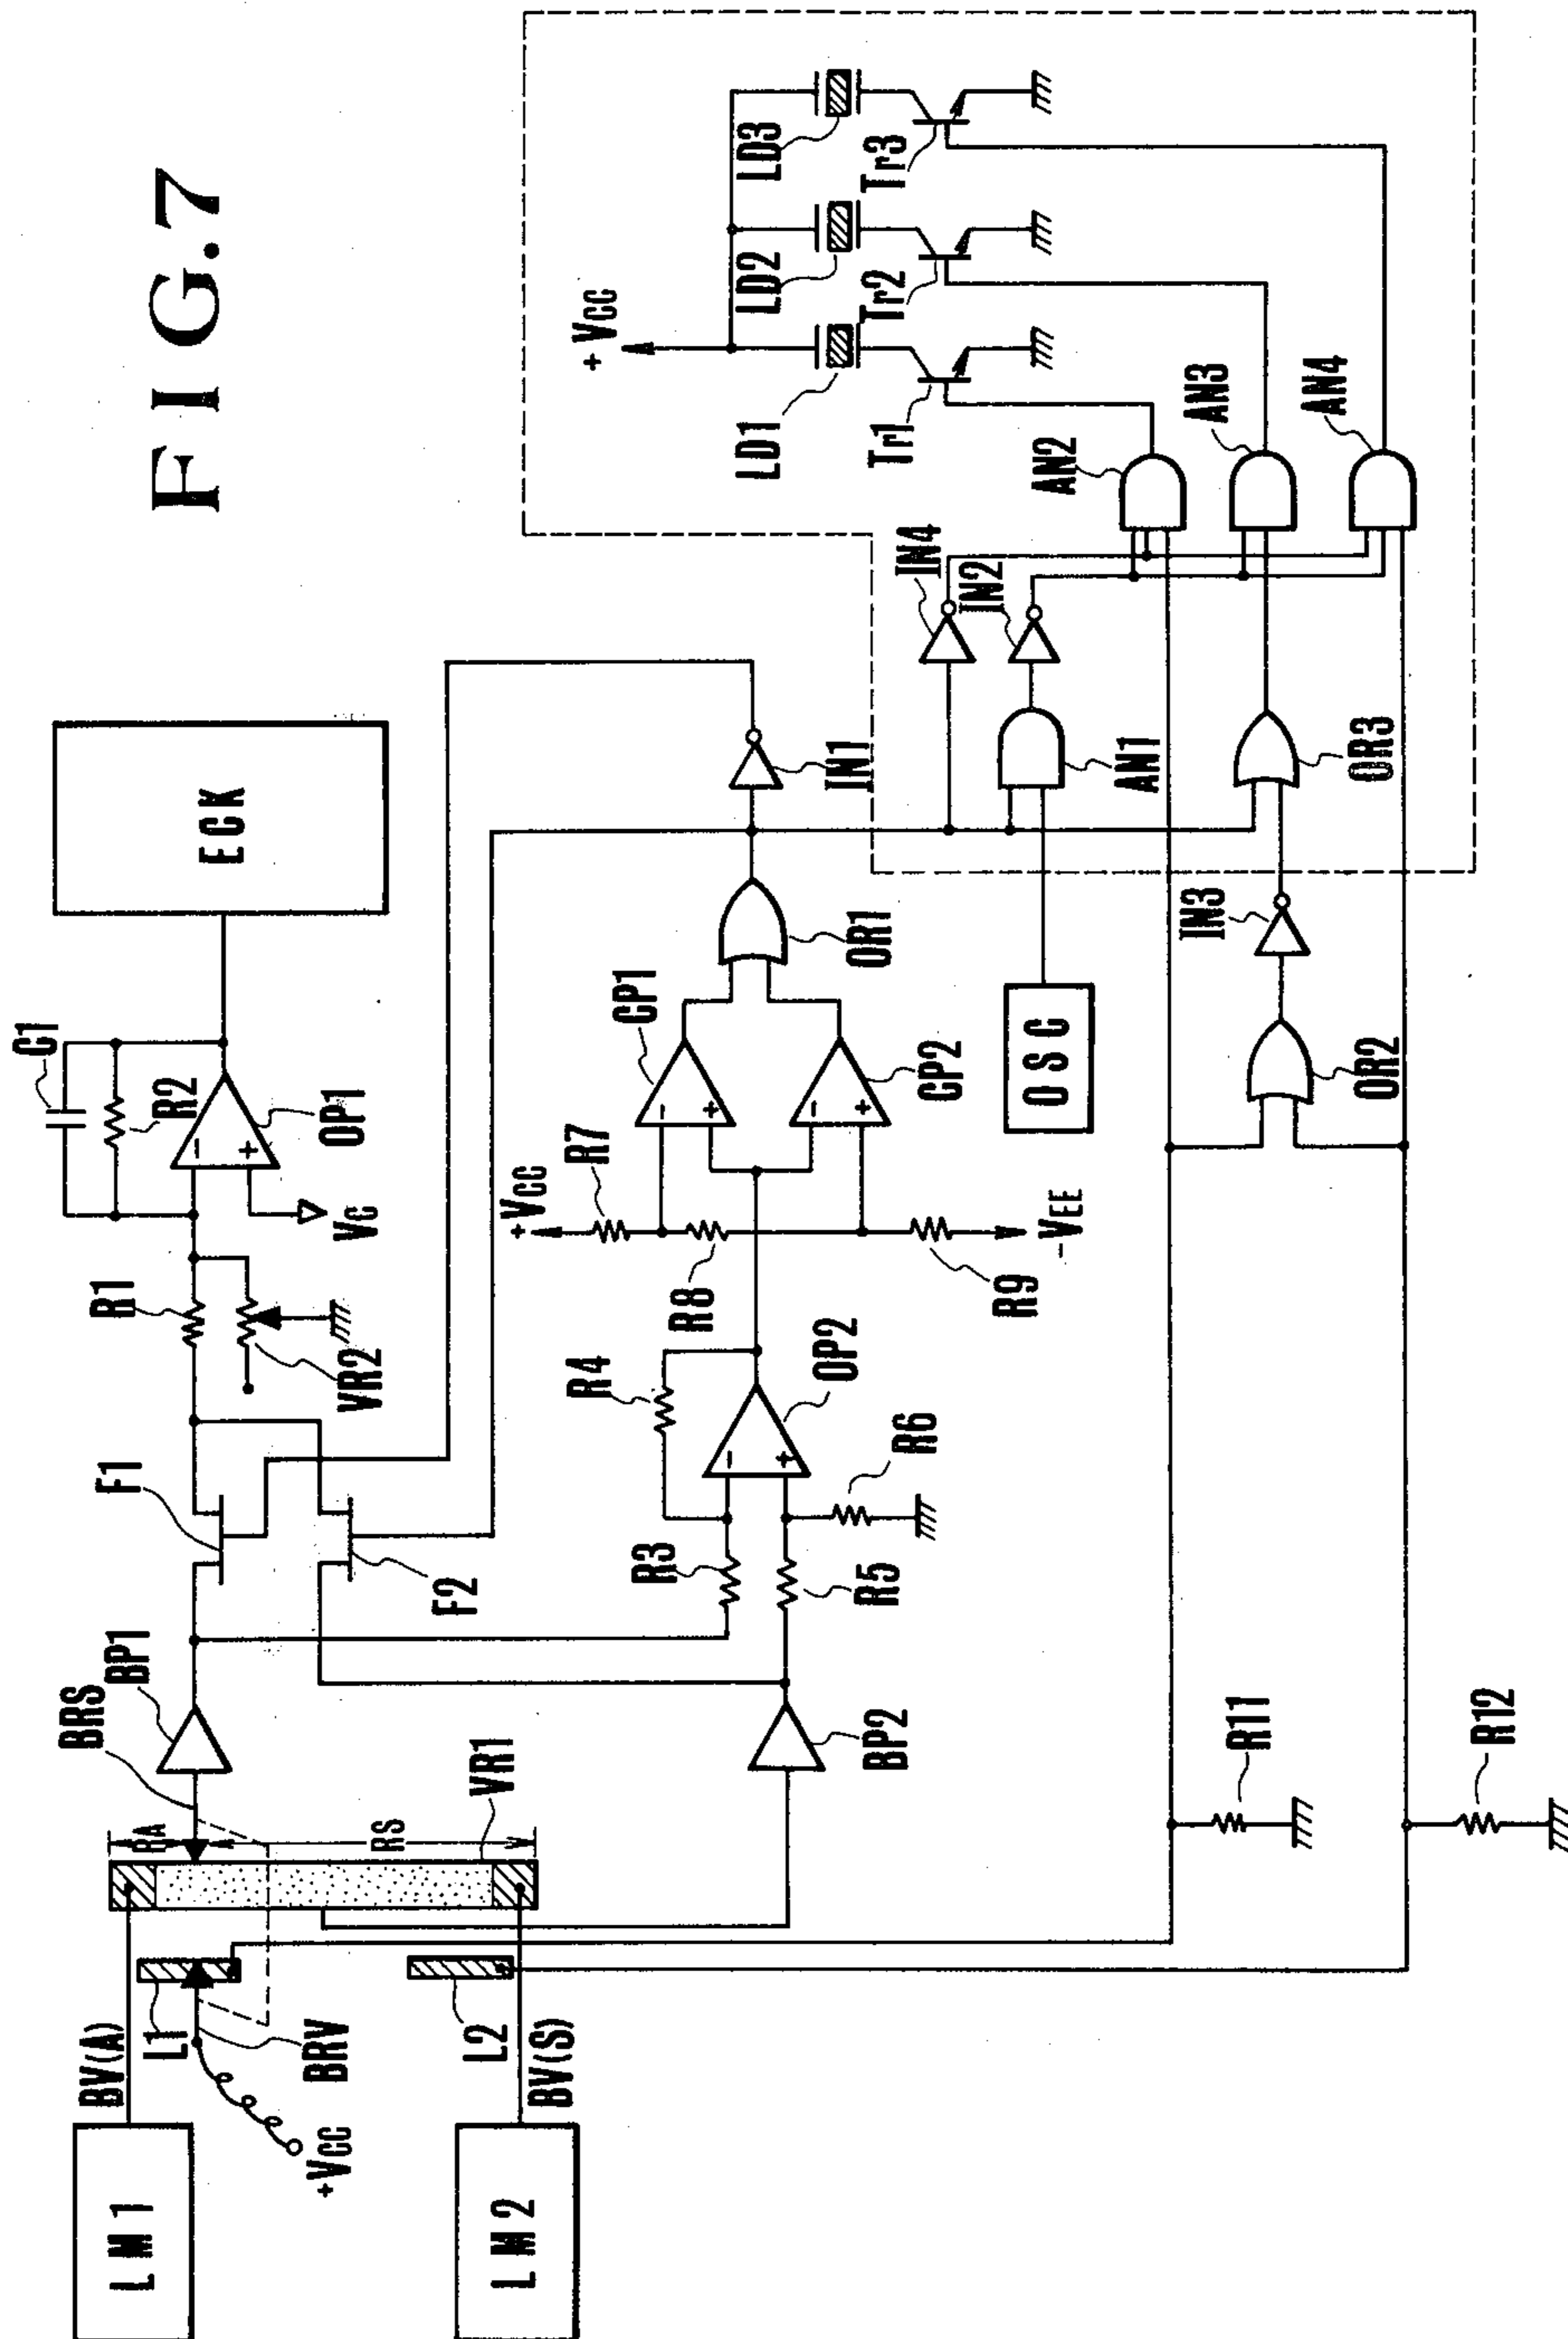 FIG.7
LM1
BV(A)
L1
BRV
+VCC
LM2
BV(S)
L2
RA
RS
VR1
BRS
BP1
BP2
F1
F2
R1
VR2
C1
R2
OP1
VC
ECK
R3
R4
R5
R6
OP2
+VCC
R7
R8
R9
-VEE
CP1
CP2
OR1
IN1
OSC
AN1
IN4
IN2
OR2
IN3
OR3
R11
R12
AN2
AN3
AN4
+VCC
LD1
LD2
LD3
Tr1
Tr2
Tr3